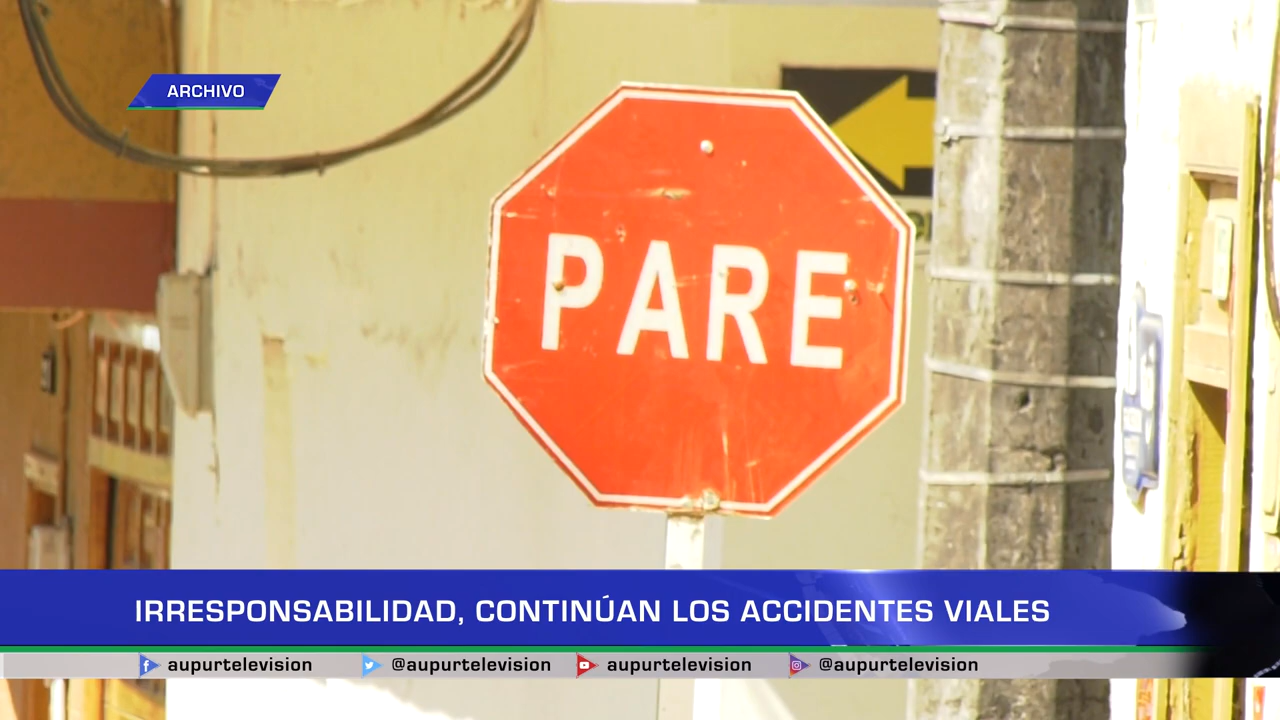 ARCHIVO
PARE
IRRESPONSABILIDAD, CONTINÚAN LOS ACCIDENTES VIALES
aupurtelevision @aupurtelevision aupurtelevision @aupurtelevision